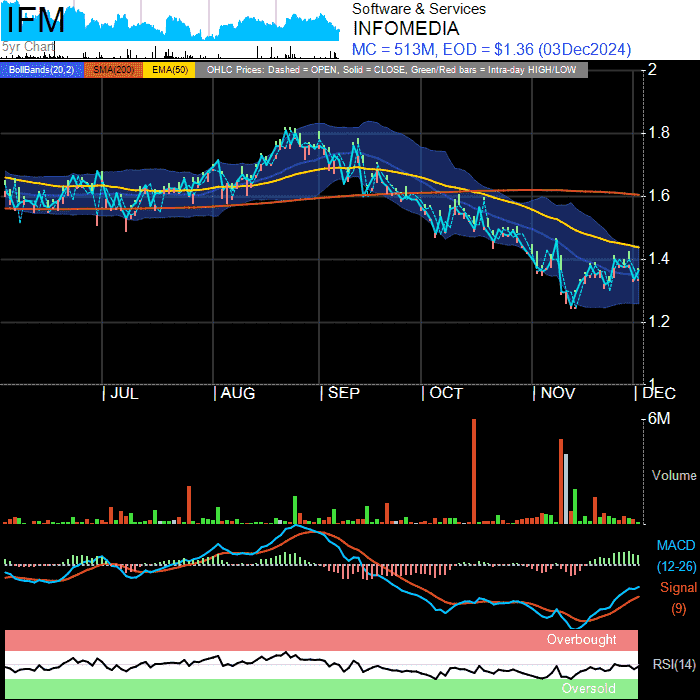 IFM
5yr Chart
Software & Services
INFOMEDIA
MC = 513M, EOD = $1.36 (03Dec2024)
BollBands(20,2) SMA(200) EMA(50) OHLC Prices: Dashed = OPEN, Solid = CLOSE, Green/Red bars = Intra-day HIGH/LOW
2
1.8
1.6
1.4
1.2
1
JUL AUG SEP OCT NOV DEC
6M
Volume
MACD
(12-26)
Signal
(9)
Overbought
RSI(14)
Oversold